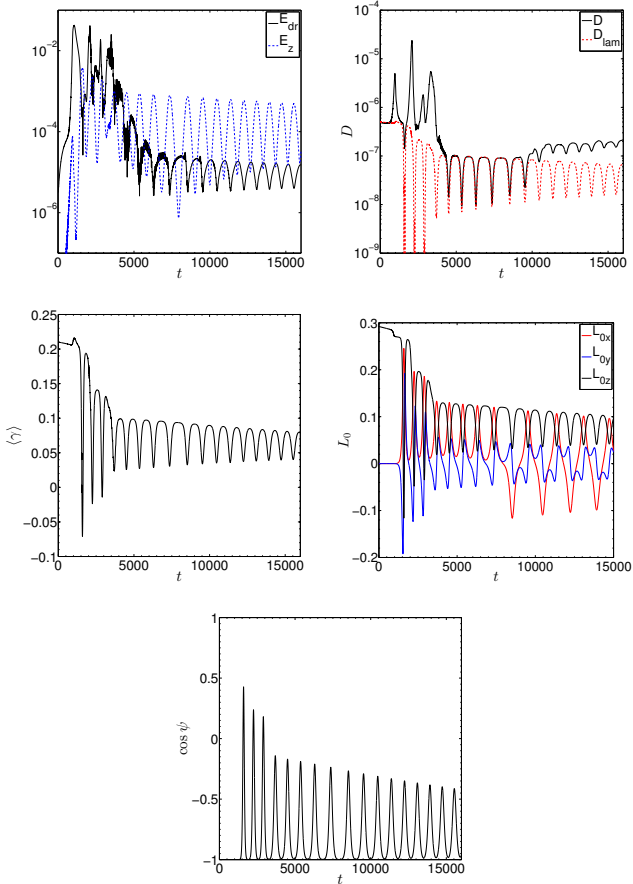 10^-2
10^-4
10^-6
E_dr
E_z
0 5000 10000 15000
t
10^-4
10^-5
10^-6
10^-7
10^-8
10^-9
D
D
D_lam
0 5000 10000 15000
t
0.25
0.2
0.15
0.1
0.05
0
−0.05
−0.1
⟨γ⟩
0 5000 10000 15000
t
0.3
0.2
0.1
0
−0.1
−0.2
L_0
L_0x
L_0y
L_0z
0 5000 10000 15000
t
1
0.5
0
−0.5
−1
cos ψ
0 5000 10000 15000
t